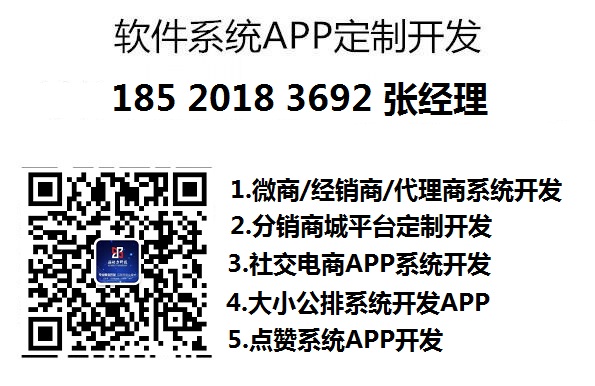 软件系统APP定制开发
185 2018 3692 张经理
1.微商/经销商/代理商系统开发
2.分销商城平台定制开发
3.社交电商APP系统开发
4.大小公排系统开发APP
5.点赞系统APP开发